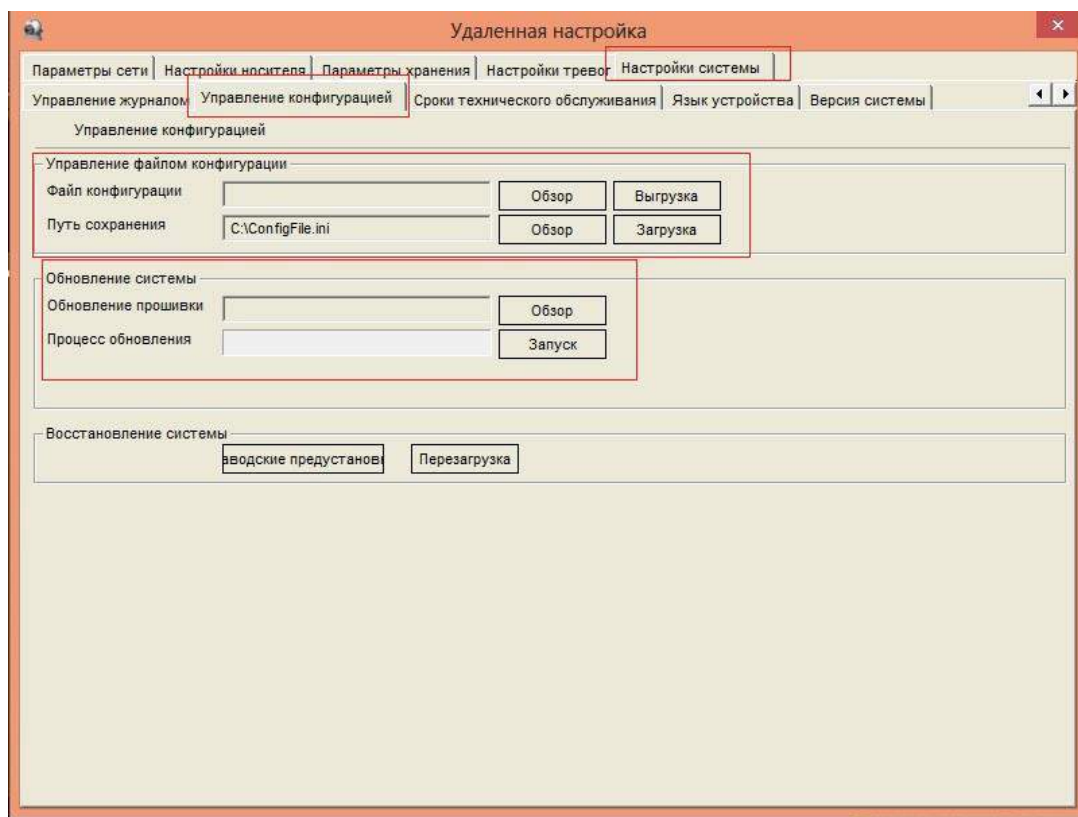 Удаленная настройка
Параметры сети Настройки носителя Параметры хранения Настройки тревог Настройки системы
Управление журналом Управление конфигурацией Сроки технического обслуживания Язык устройства Версия системы
Управление конфигурацией
Управление файлом конфигурации
Файл конфигурации Обзор Выгрузка
Путь сохранения C:\ConfigFile.ini Обзор Загрузка
Обновление системы
Обновление прошивки Обзор
Процесс обновления Запуск
Восстановление системы
аводские предустановк Перезагрузка